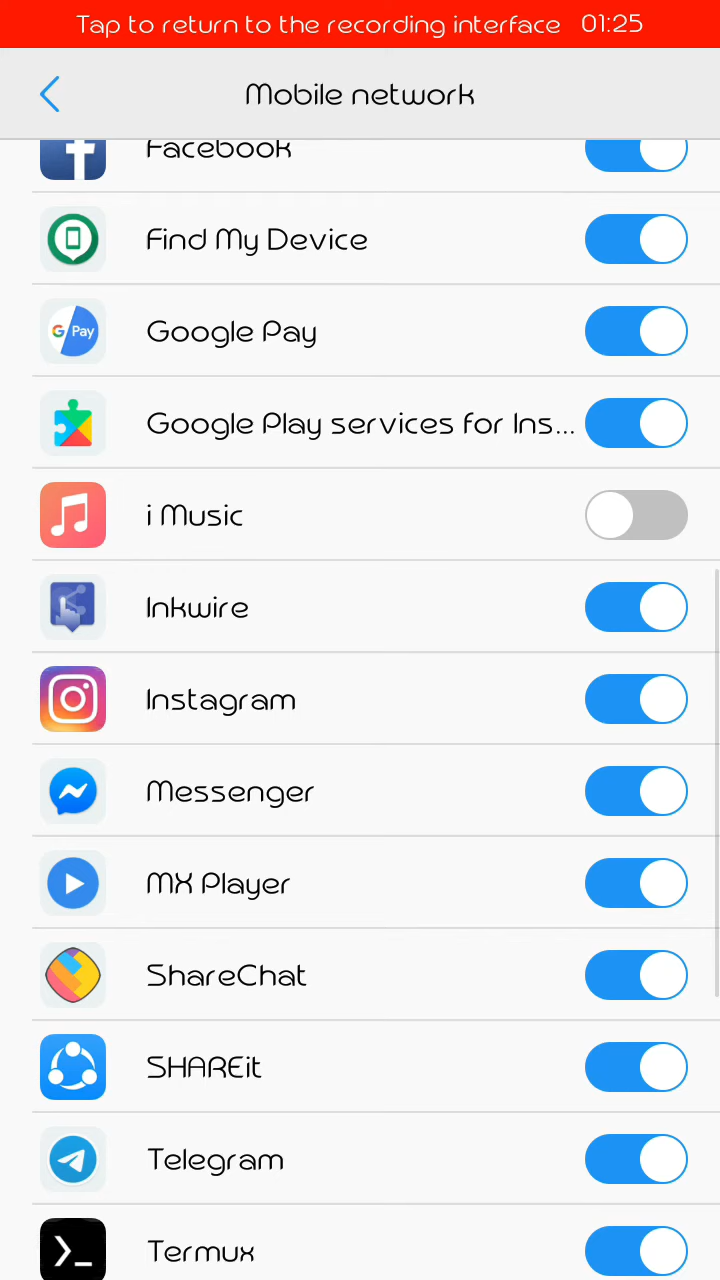 Tap to return to the recording interface 01:25
Mobile network
Facebook
Find My Device
G Pay
Google Pay
Google Play services for Ins...
i Music
Inkwire
Instagram
Messenger
MX Player
ShareChat
SHAREit
Telegram
Termux